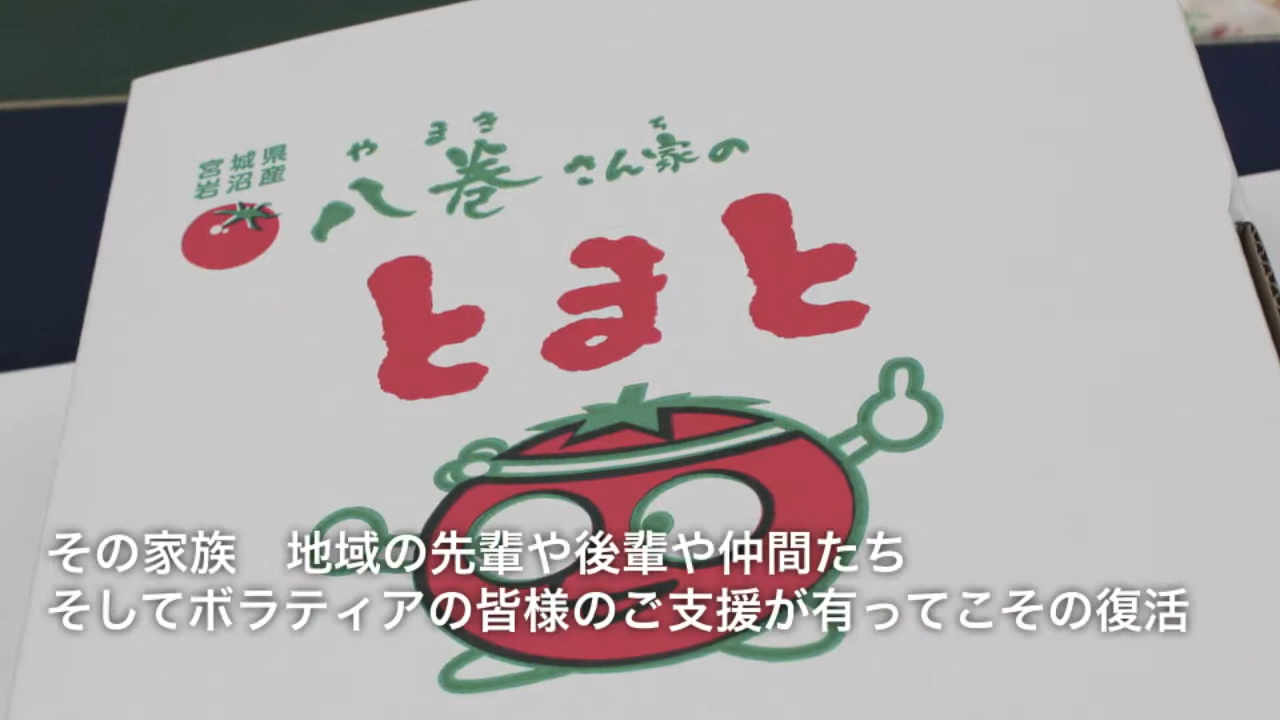 宮城県
岩沼産
やまき
八巻さん家の
ち
とまと
その家族　地域の先輩や後輩や仲間たち
そしてボラティアの皆様のご支援が有ってこその復活